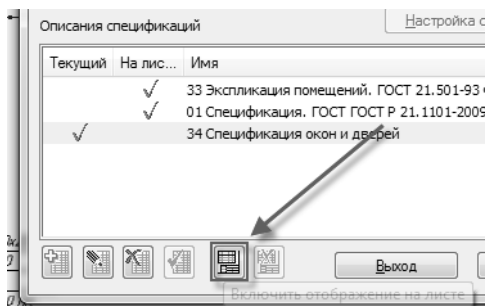 Описания спецификаций
Настройка с
Текущий На лис... Имя
33 Экспликация помещений. ГОСТ 21.501-93
01 Спецификация. ГОСТ ГОСТ Р 21.1101-2009
34 Спецификация окон и дверей
Выход
Включить отображение на листе